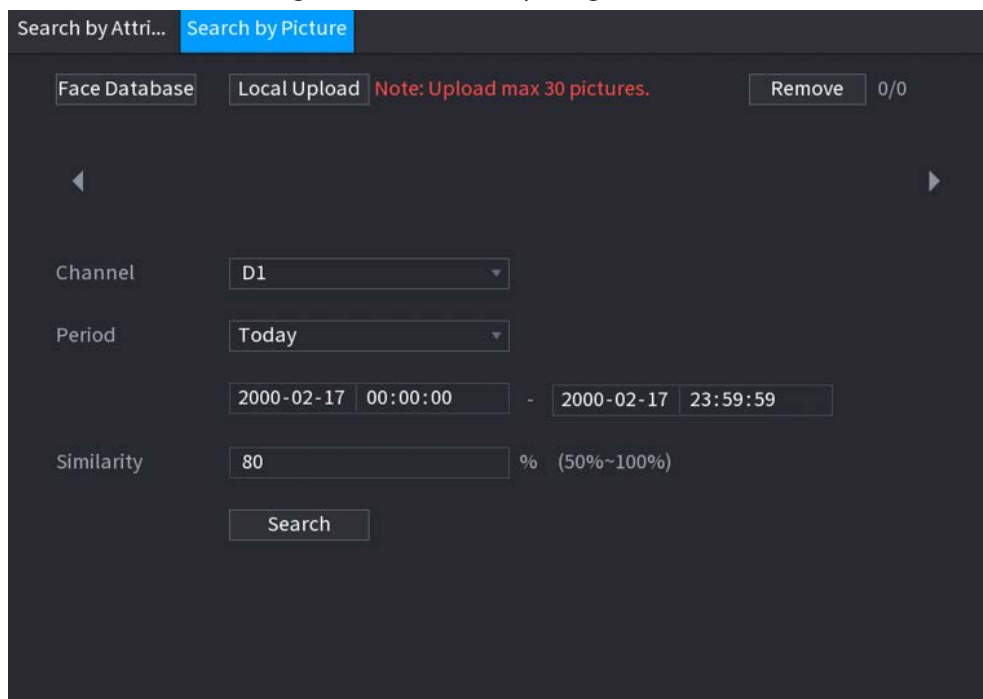 Search by Attri... Search by Picture
Face Database Local Upload Note: Upload max 30 pictures. Remove 0/0
Channel D1
Period Today
2000-02-17 00:00:00 - 2000-02-17 23:59:59
Similarity 80 % (50%~100%)
Search